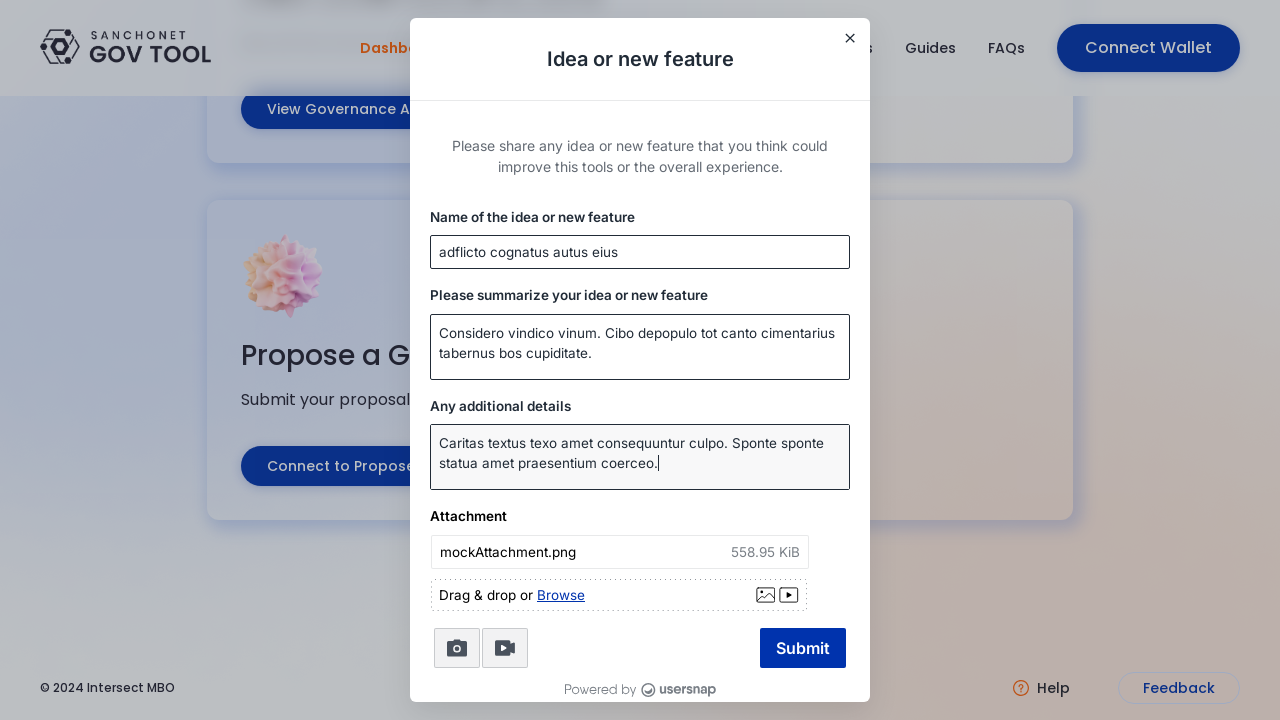 SANCHONET
GOV TOOL
Guides
FAQs
Connect Wallet
View Governance A
Propose a G
Submit your proposal
Connect to Propose
Idea or new feature
Please share any idea or new feature that you think could
improve this tools or the overall experience.
Name of the idea or new feature
adflicto cognatus autus eius
Please summarize your idea or new feature
Considero vindico vinum. Cibo depopulo tot canto cimentarius
tabernus bos cupiditate.
Any additional details
Caritas textus texo amet consequuntur culpo. Sponte sponte
statua amet praesentium coerceo.
Attachment
mockAttachment.png 558.95 KiB
Drag & drop or Browse
Submit
Powered by usersnap
© 2024 Intersect MBO
Help
Feedback